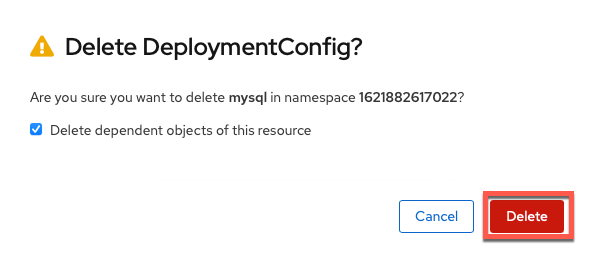 Delete DeploymentConfig?
Are you sure you want to delete mysql in namespace 1621882617022?
Delete dependent objects of this resource
Cancel Delete